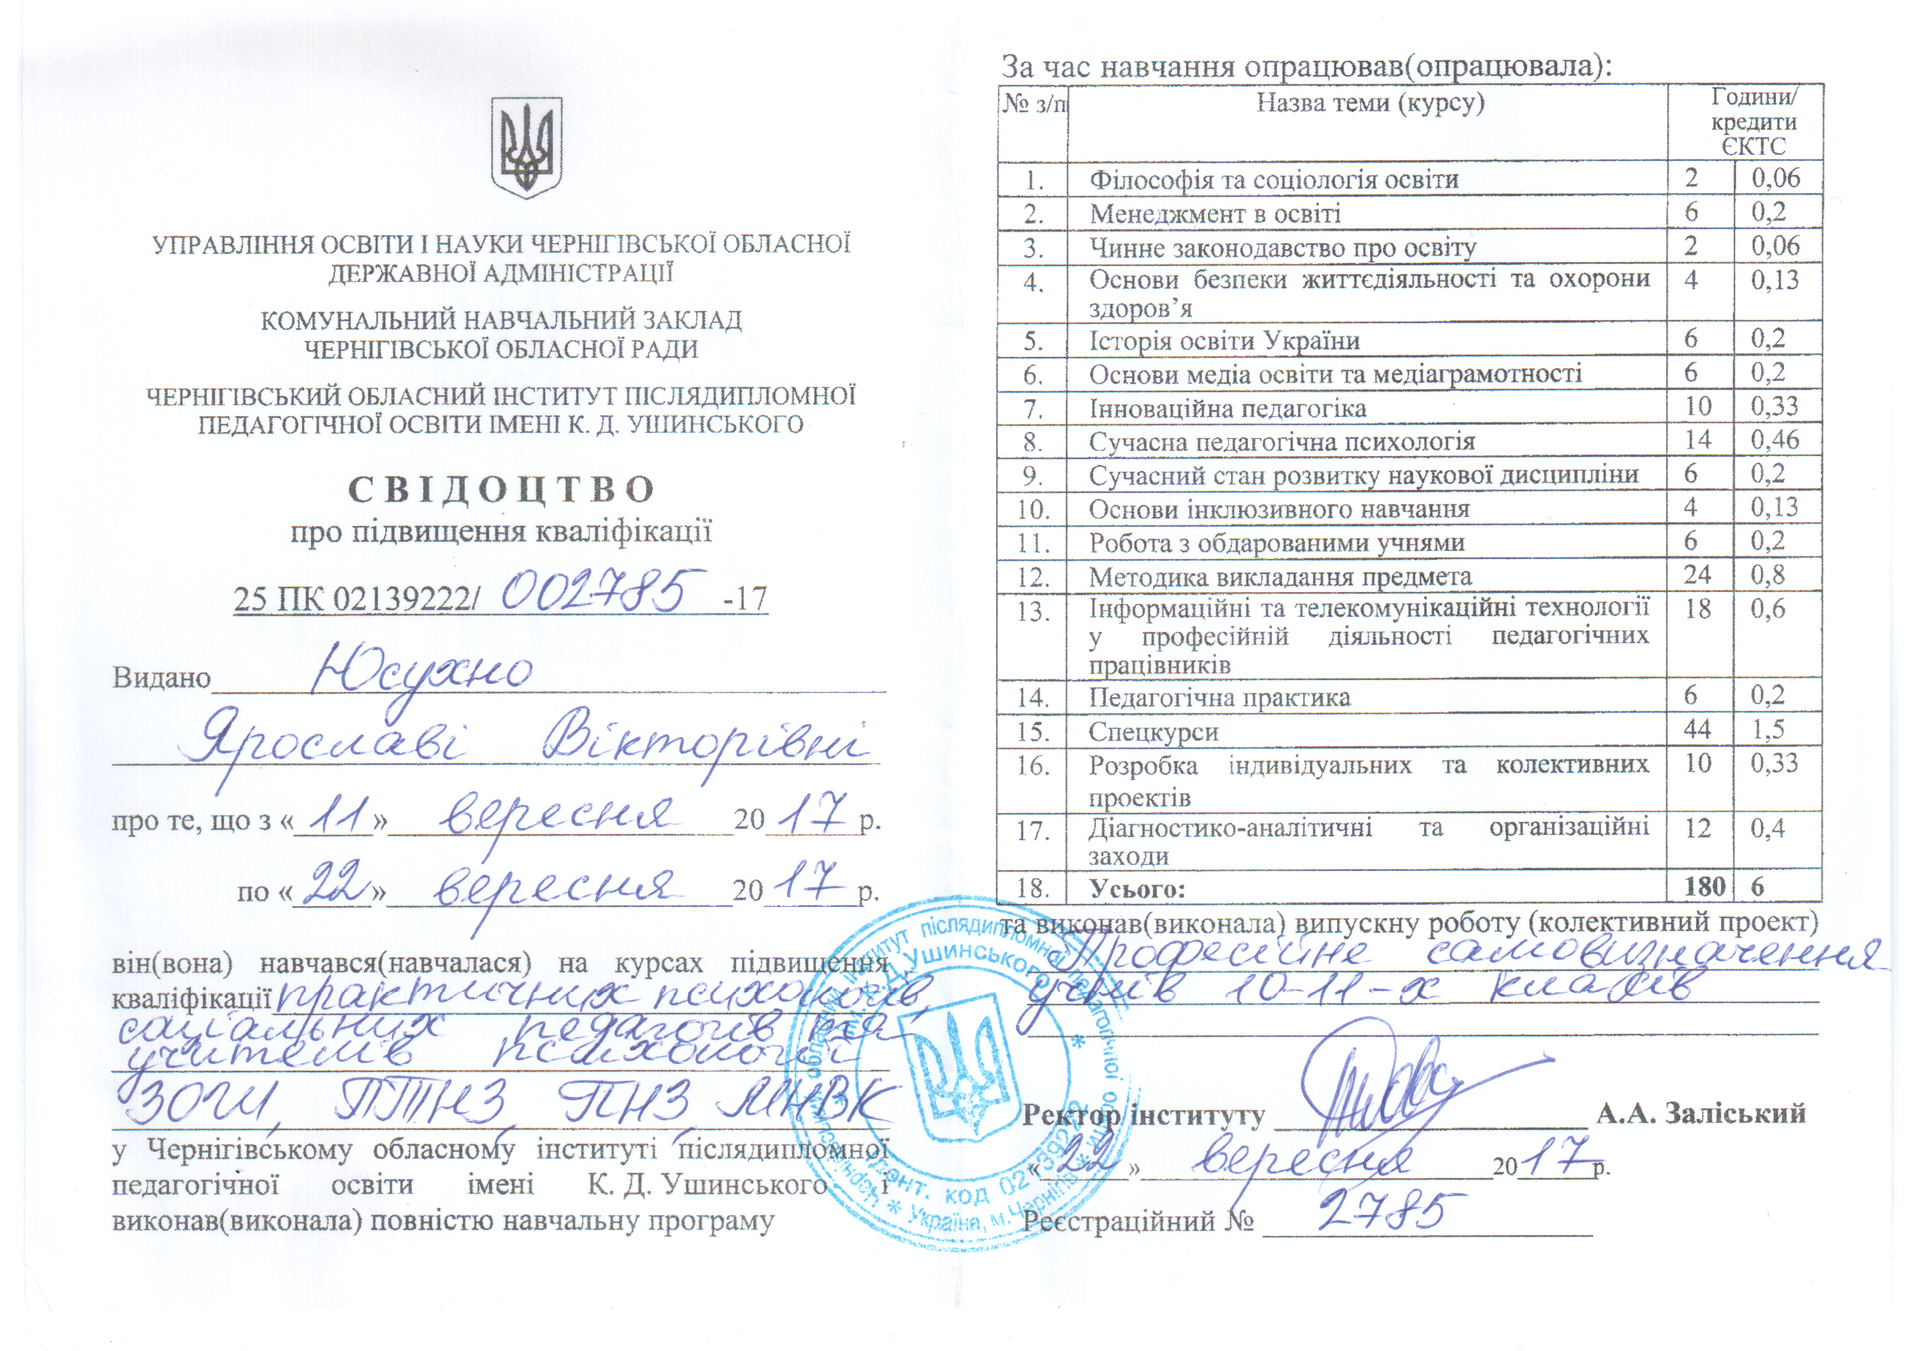 УПРАВЛІННЯ ОСВІТИ І НАУКИ ЧЕРНІГІВСЬКОЇ ОБЛАСНОЇ
ДЕРЖАВНОЇ АДМІНІСТРАЦІЇ
КОМУНАЛЬНИЙ НАВЧАЛЬНИЙ ЗАКЛАД
ЧЕРНІГІВСЬКОЇ ОБЛАСНОЇ РАДИ
ЧЕРНІГІВСЬКИЙ ОБЛАСНИЙ ІНСТИТУТ ПІСЛЯДИПЛОМНОЇ
ПЕДАГОГІЧНОЇ ОСВІТИ ІМЕНІ К. Д. УШИНСЬКОГО
СВІДОЦТВО
про підвищення кваліфікації
25 ПК 02139222/ 002785 -17
Видано Юсухно
Ярославі Вікторівні
про те, що з «11» вересня 2017 р.
по «22» вересня 2017 р.
він(вона) навчався(навчалася) на курсах підвищення
кваліфікації практичних психологів,
соціальних педагогів та
учителів психології
ЗОНЗ, ПТНЗ, ПНЗ, МНВК
у Чернігівському обласному інституті післядипломної
педагогічної освіти імені К. Д. Ушинського і
виконав(виконала) повністю навчальну програму
За час навчання опрацював(опрацювала):
№ з/п Назва теми (курсу) Години/
кредити
ЄКТС
1. Філософія та соціологія освіти 2 0,06
2. Менеджмент в освіті 6 0,2
3. Чинне законодавство про освіту 2 0,06
4. Основи безпеки життєдіяльності та охорони 4 0,13
здоров’я
5. Історія освіти України 6 0,2
6. Основи медіа освіти та медіаграмотності 6 0,2
7. Інноваційна педагогіка 10 0,33
8. Сучасна педагогічна психологія 14 0,46
9. Сучасний стан розвитку наукової дисципліни 6 0,2
10. Основи інклюзивного навчання 4 0,13
11. Робота з обдарованими учнями 6 0,2
12. Методика викладання предмета 24 0,8
13. Інформаційні та телекомунікаційні технології 18 0,6
у професійній діяльності педагогічних
працівників
14. Педагогічна практика 6 0,2
15. Спецкурси 44 1,5
16. Розробка індивідуальних та колективних 10 0,33
проектів
17. Діагностико-аналітичні та організаційні 12 0,4
заходи
18. Усього: 180 6
та виконав(виконала) випускну роботу (колективний проект)
Професійне самовизначення
учнів 10-11-х класів
Ректор інституту А.А. Заліський
«22» вересня 2017 р.
Реєстраційний № 2785
Ідент. код 02139222
Україна, м. Чернігів